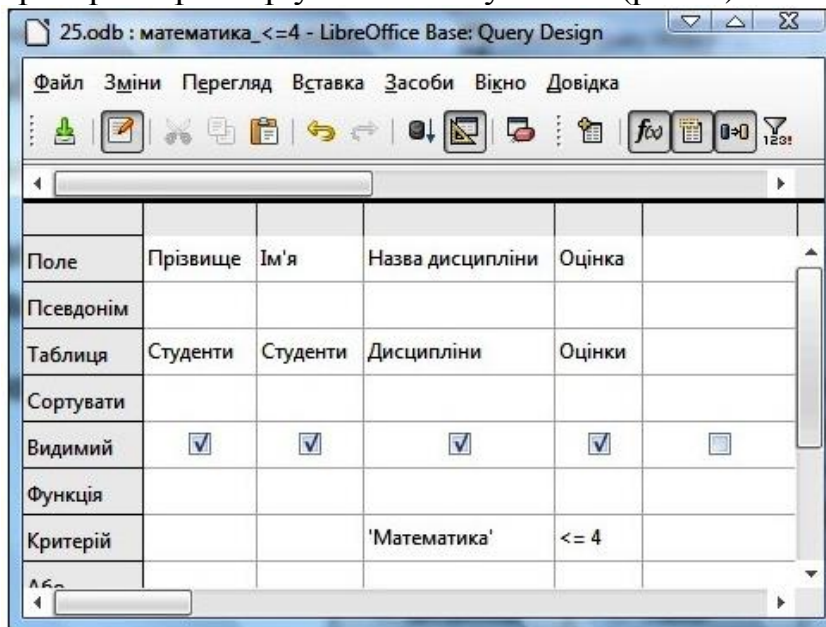 25.odb : математика_<=4 - LibreOffice Base: Query Design
Файл Зміни Перегляд Вставка Засоби Вікно Довідка
f(x) 123!
Поле Прізвище Ім'я Назва дисципліни Оцінка
Псевдонім
Таблиця Студенти Студенти Дисципліни Оцінки
Сортувати
Видимий
Функція
Критерій 'Математика' <= 4